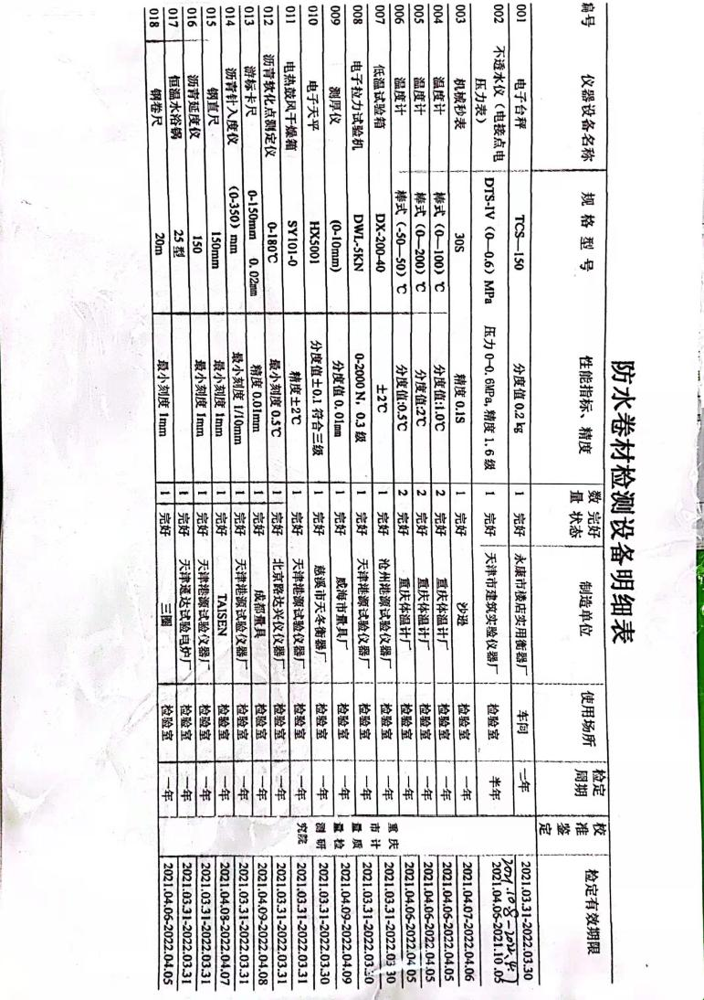 防水卷材检测设备明细表
编号 仪器设备名称 规格型号 性能指标、精度 数量 完好状态 制造单位 使用场所 检定周期 校准鉴定 检定有效期限
001 电子台秤 TCS—150 分度值 0.2 kg 1 完好 永康市楼店实用衡器厂 车间 二年 2021.03.31-2022.03.30
002 不透水仪（电接点电压力表） DTS-IV（0—0.6）MPa 压力 0-0.6MPa, 精度 1.6 级 1 完好 天津市建筑实验仪器厂 检验室 半年 2021.04.06-2021.10.05
003 机械秒表 30S 精度 0.1S 1 完好 沙逊 检验室 一年 2021.04.07-2022.04.06
004 温度计 棒式（0—100）℃ 分度值:1.0℃ 2 完好 重庆体温计厂 检验室 一年 2021.04.06-2022.04.05
005 温度计 棒式（0—200）℃ 分度值:2℃ 2 完好 重庆体温计厂 检验室 一年 2021.04.06-2022.04.05
006 温度计 棒式（-50—50）℃ 分度值:0.5℃ 2 完好 重庆体温计厂 检验室 一年 2021.04.06-2022.04.05
007 低温试验箱 DX-200-40 ±2℃ 1 完好 沧州港源试验仪器厂 检验室 一年 重庆市计量质量检测研究院 2021.03.31-2022.03.30
008 电子拉力试验机 DWL-5KN 0-2000 N，0.3 级 1 完好 天津港源试验仪器厂 检验室 一年 2021.03.31-2022.03.30
009 测厚仪 (0-10mm) 分度值 0.01mm 1 完好 威海市量具厂 检验室 一年 2021.04.09-2022.04.09
010 电子天平 HX5001 分度值±0.1 符合三级 1 完好 慈溪市天冬衡器厂 检验室 一年 2021.03.31-2022.03.30
011 电热鼓风干燥箱 SY101-0 精度±2℃ 1 完好 天津港源试验仪器厂 检验室 一年 2021.03.31-2022.03.31
012 沥青软化点测定仪 0-180℃ 最小刻度 0.5℃ 1 完好 北京路达兴仪仪器厂 检验室 一年 2021.03.31-2022.03.31
013 游标卡尺 0-150mm 0.02mm 精度 0.01mm 1 完好 成都量具 检验室 一年 2021.04.09-2022.04.08
014 沥青针入度仪 （0-350）mm 最小刻度 1/10mm 1 完好 天津港源试验仪器厂 检验室 一年 2021.03.31-2022.03.31
015 钢直尺 150mm 最小刻度 1mm 1 完好 TAISEN 检验室 一年 2021.04.08-2022.04.07
016 沥青延度仪 150 最小刻度 1mm 1 完好 天津港源试验仪器厂 检验室 一年 2021.03.31-2022.03.31
017 恒温水浴锅 25 型 1 完好 天津通达试验电炉厂 检验室 一年 2021.03.31-2022.03.31
018 钢卷尺 20m 最小刻度 1mm 1 完好 三圈 检验室 一年 2021.04.06-2022.04.05